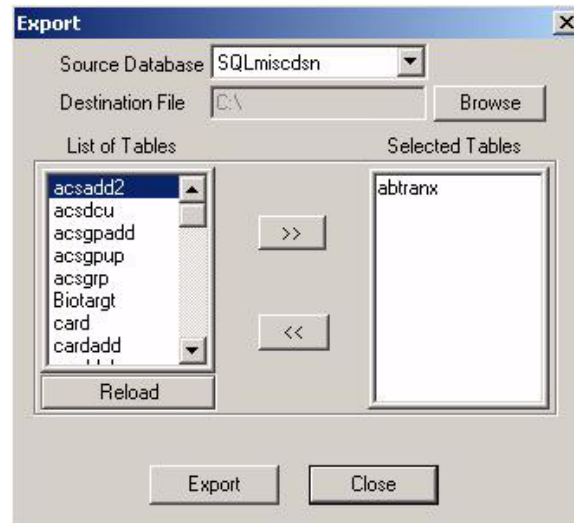 Export
Source Database SQLmiscdsn
Destination File C:\ Browse
List of Tables Selected Tables
acsadd2 abtranx
acsdcu
acsgpadd >>
acsgpup
acsgrp
Biotargt
card <<
cardadd
Reload
Export Close